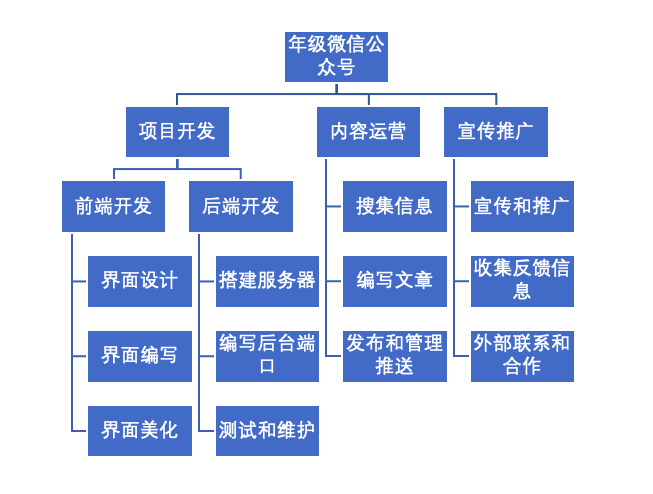 年级微信公
众号
项目开发
内容运营
宣传推广
前端开发
后端开发
搜集信息
宣传和推广
界面设计
搭建服务器
编写文章
收集反馈信
息
界面编写
编写后台端
口
发布和管理
推送
外部联系和
合作
界面美化
测试和维护